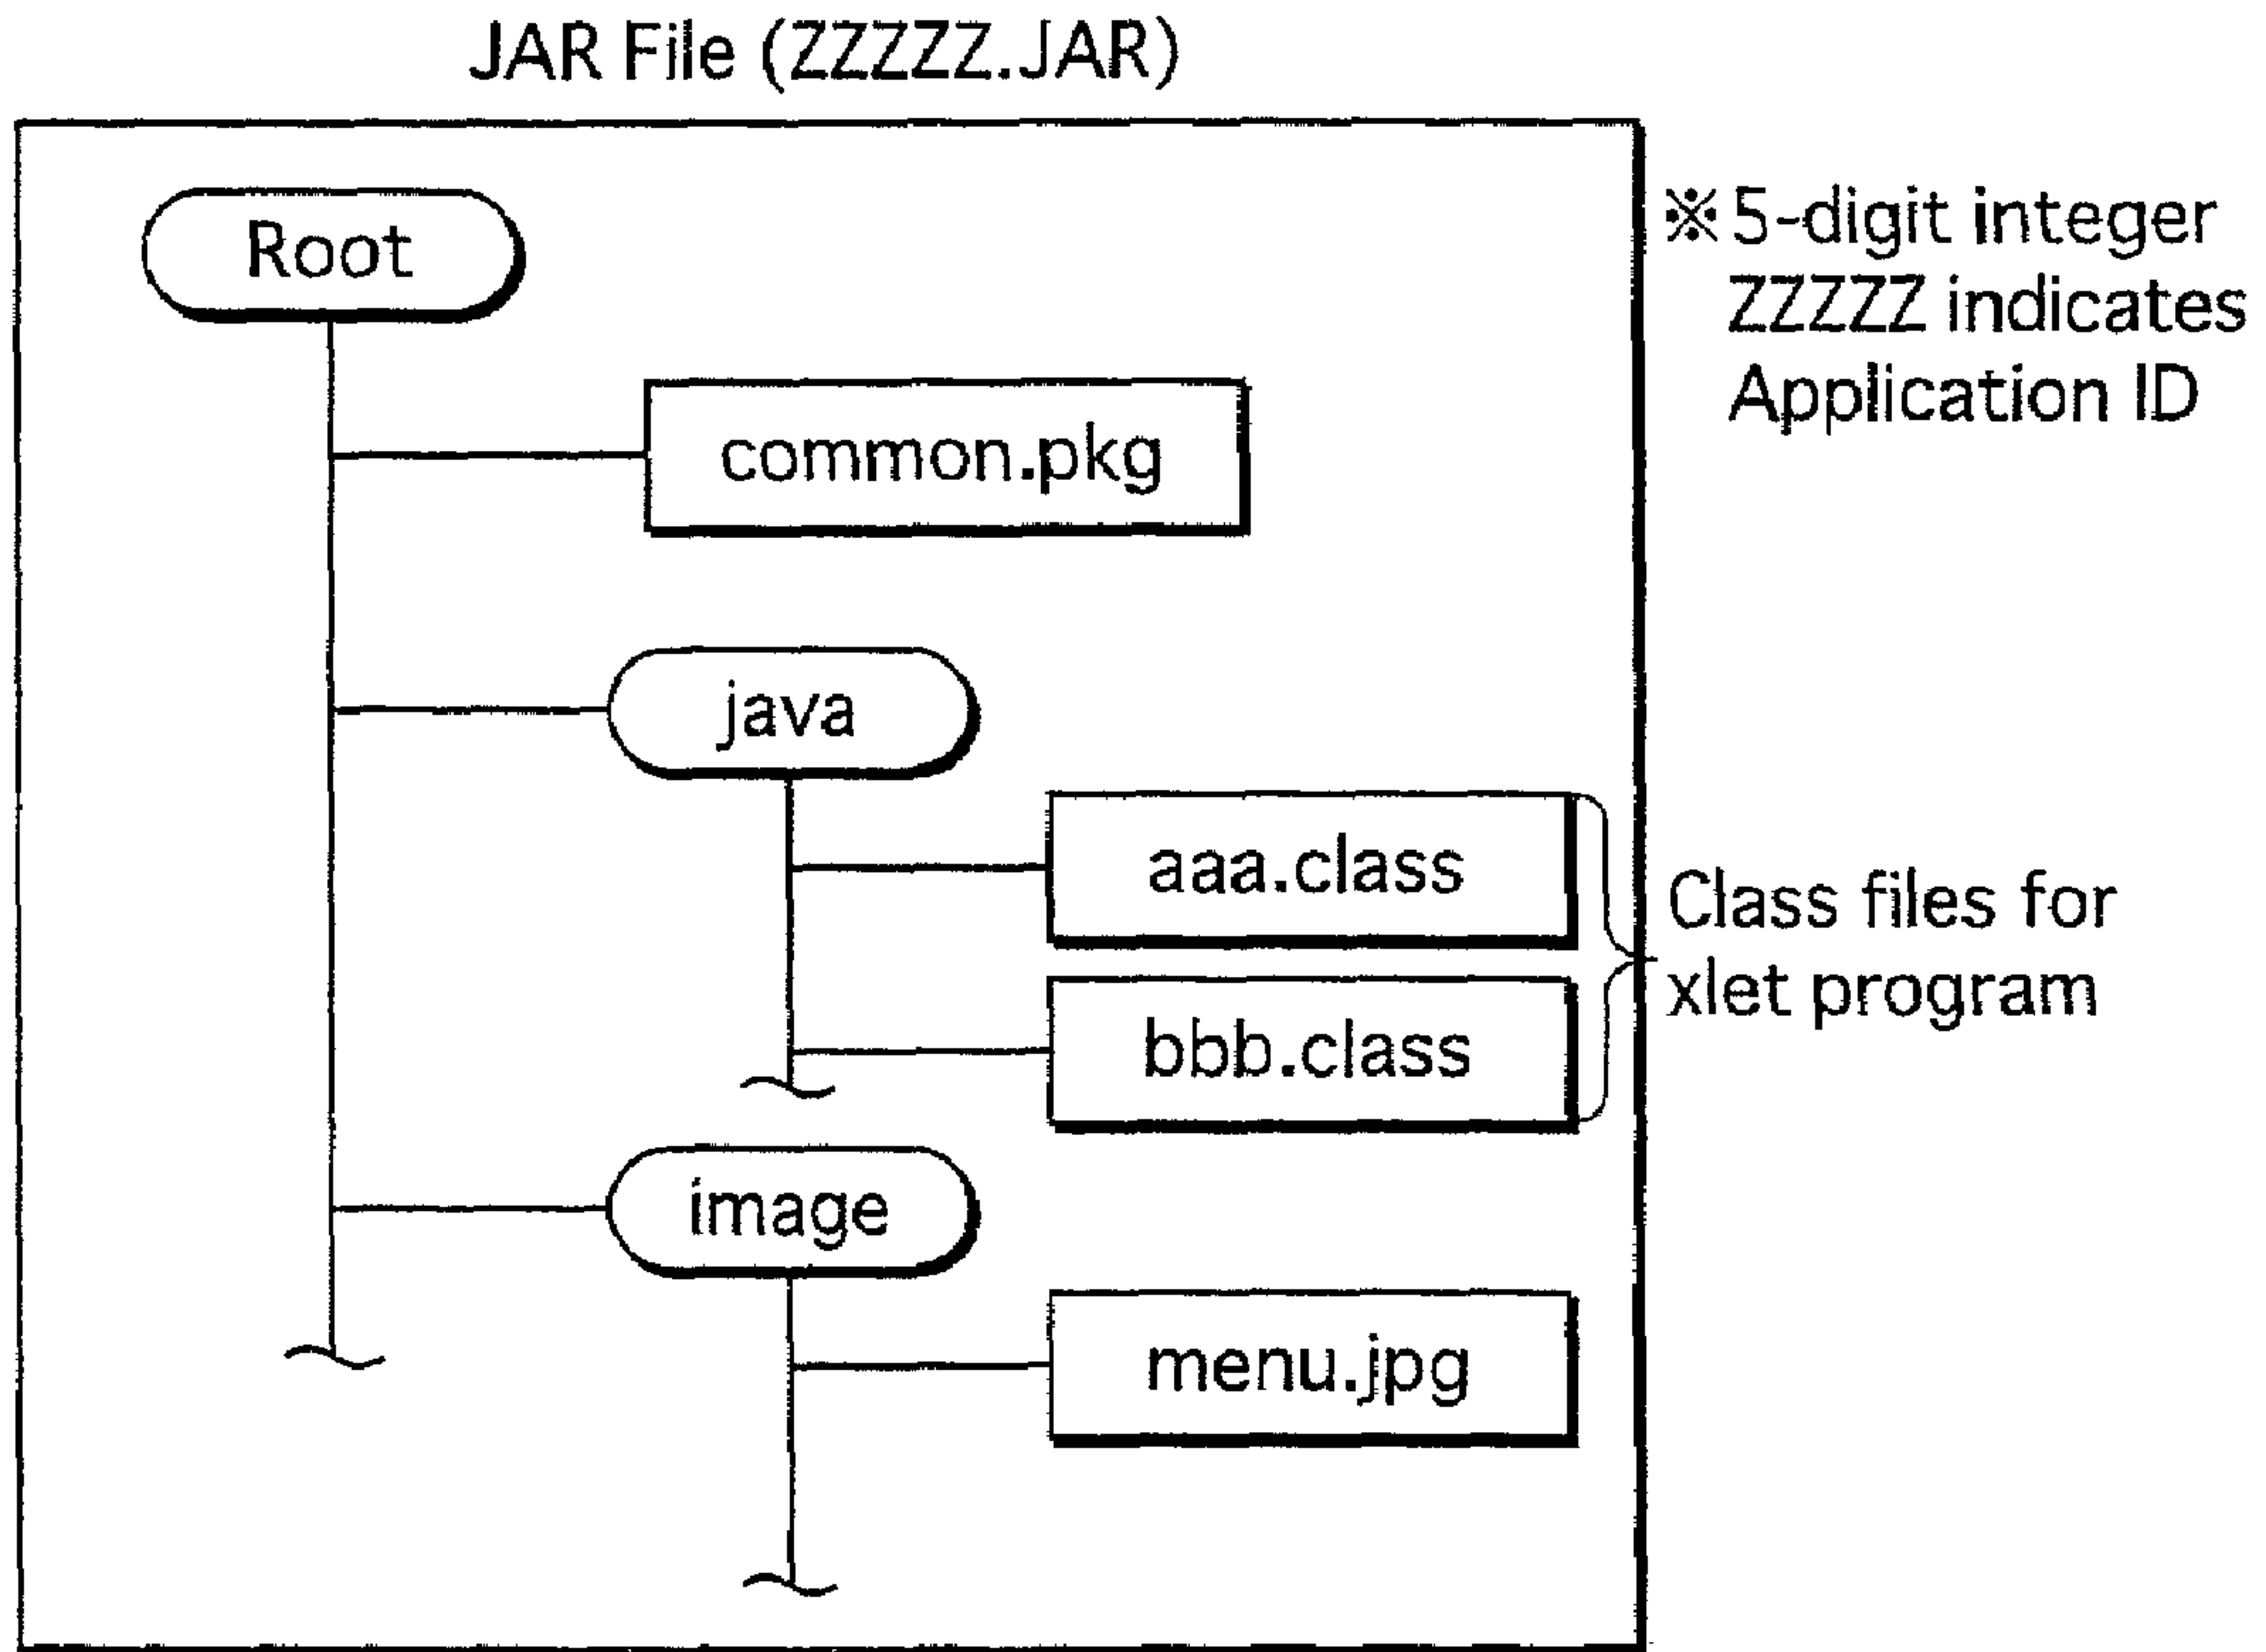 JAR File (ZZZZZ.JAR)
Root
※ 5-digit integer
ZZZZZ indicates
Application ID
common.pkg
java
aaa.class
bbb.class
Class files for
xlet program
image
menu.jpg